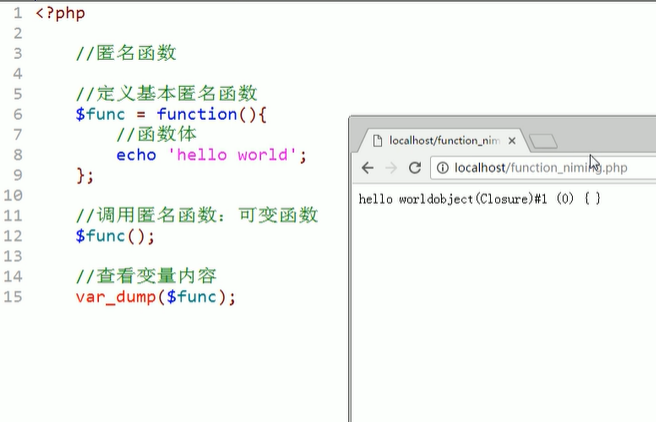 1 <?php
2
3 //匿名函数
4
5 //定义基本匿名函数
6 $func = function(){
7 //函数体
8 echo 'hello world';
9 };
10
11 //调用匿名函数：可变函数
12 $func();
13
14 //查看变量内容
15 var_dump($func);
localhost/function_nim
localhost/function_niming.php
hello worldobject(Closure)#1 (0) { }